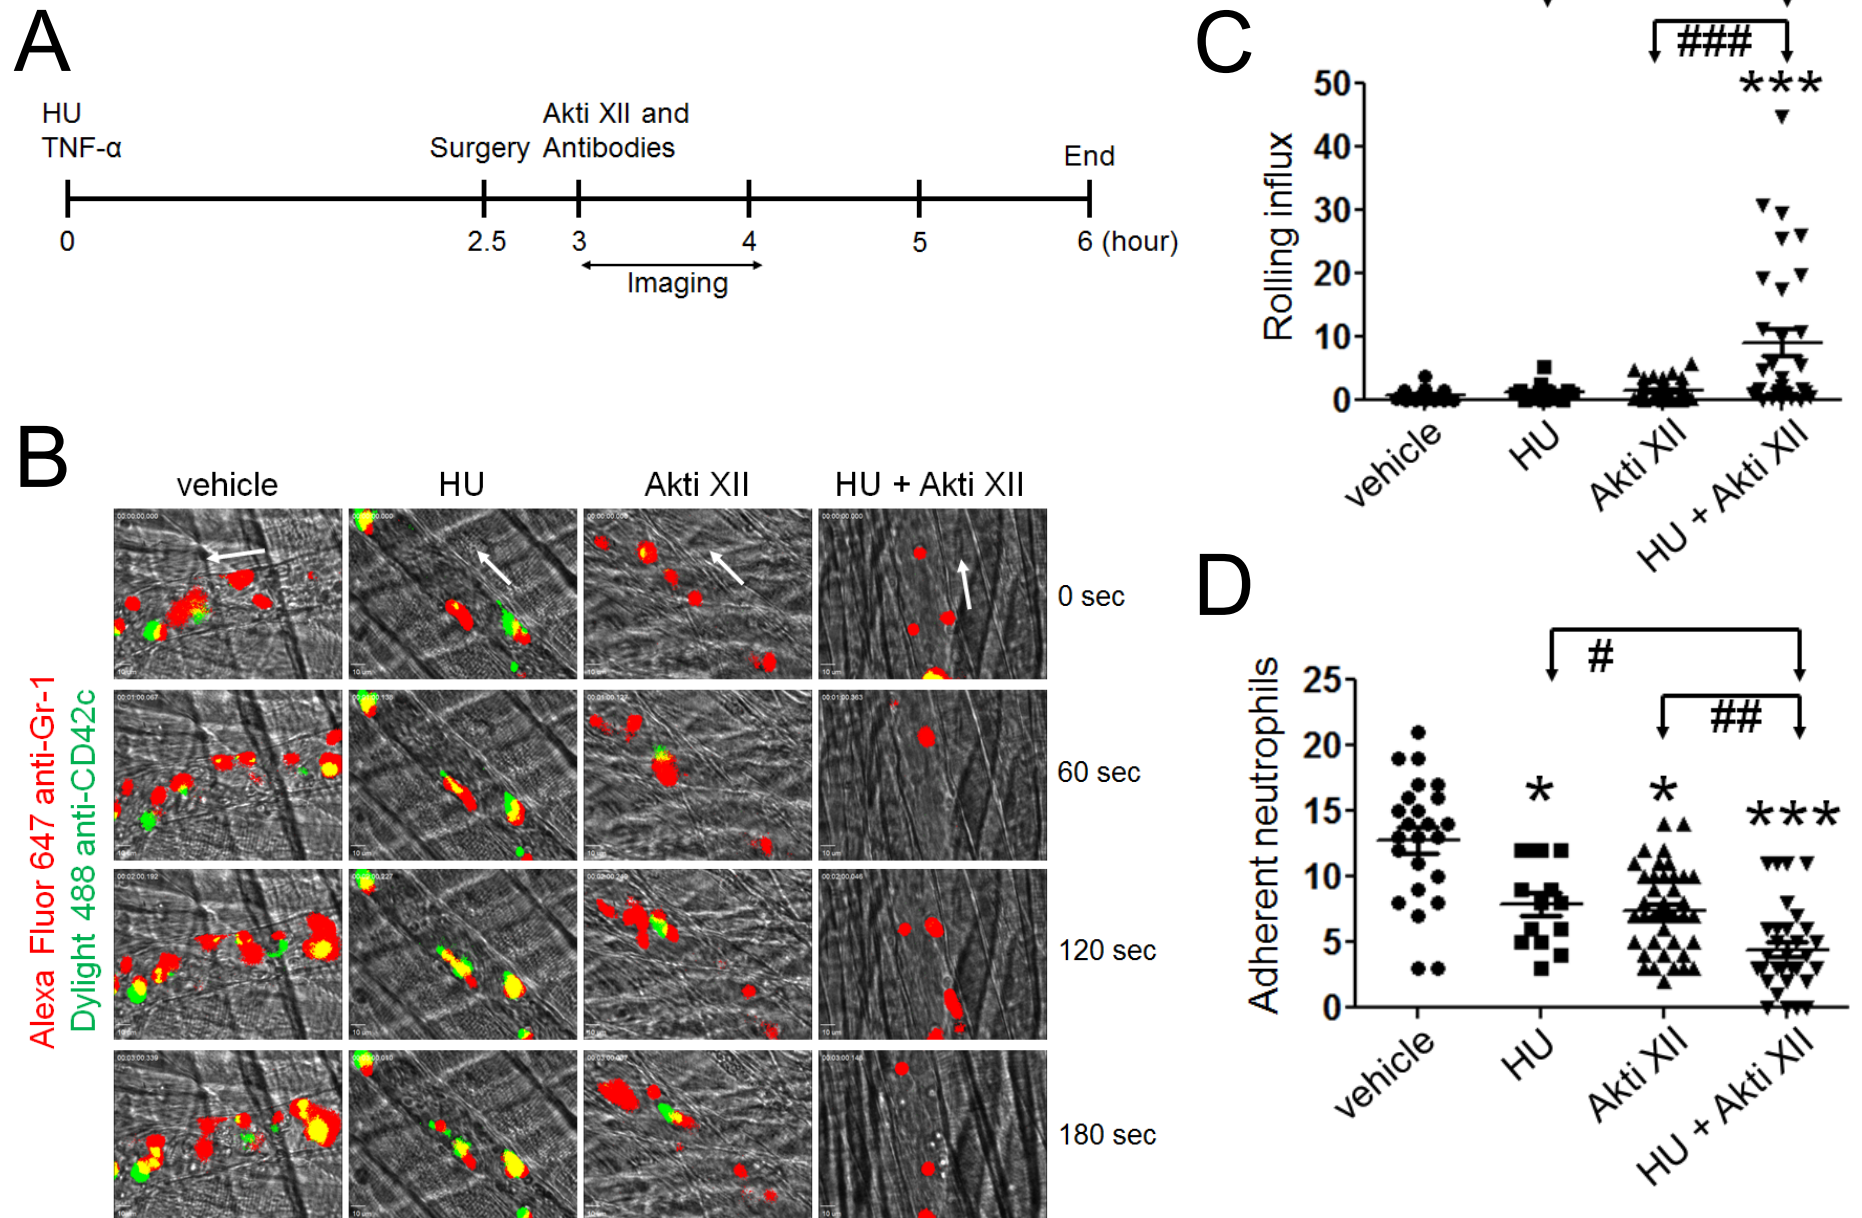 A
HU
TNF-α
Surgery
Akti XII and
Antibodies
End
0
2.5
3
4
5
6 (hour)
Imaging
B
vehicle
HU
Akti XII
HU + Akti XII
Alexa Fluor 647 anti-Gr-1
Dylight 488 anti-CD42c
0 sec
60 sec
120 sec
180 sec
C
###
***
Rolling influx
50
40
30
20
10
0
vehicle
HU
Akti XII
HU + Akti XII
D
#
##
*
*
***
Adherent neutrophils
25
20
15
10
5
0
vehicle
HU
Akti XII
HU + Akti XII